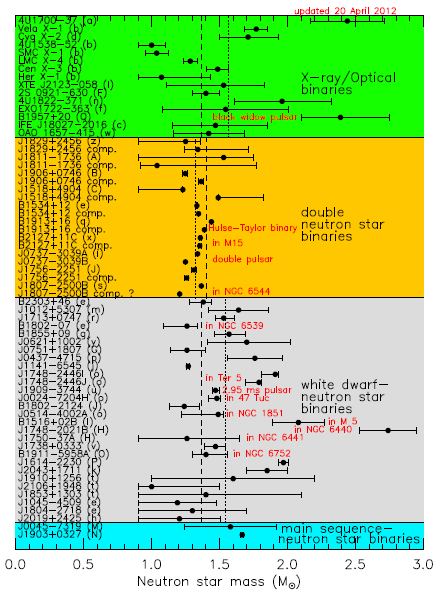 updated 20 April 2012
4U1700-37 (a)
Vela X-1 (b)
Cyg X-2 (g)
4U1538-52 (b)
SMC X-1 (b)
LMC X-4 (b)
Cen X-3 (b)
Her X-1 (b)
XTE J2123-058 (l)
2S 0921-630 (F)
4U1822-371 (n)
EXO1722-363 (f)
B1957+20 (Q) black widow pulsar
IFE J18027-2016 (c)
OAO 1657-415 (w)
X-ray/Optical
binaries
J1829+2456 (z)
J1829+2456 comp.
J1811-1736 (A)
J1811-1736 comp.
J1906+0746 (B)
J1906+0746 comp.
J1518+4904 (C)
J1518+4904 comp.
B1534+12 (e)
B1534+12 comp.
B1913+16 (q)
B1913+16 comp. Hulse-Taylor binary
B2127+11C (x)
B2127+11C comp. in M15
J0737-3039A (i)
J0737-3039B double pulsar
J1756-2251 (J)
J1756-2251 comp.
J1807-2500B (s)
J1807-2500B comp. ? in NGC 6544
double
neutron star
binaries
B2303+46 (e)
J1012+5307 (m)
J1713+0747 (r)
B1802-07 (e) in NGC 6539
B1855+09 (q)
J0621+1002 (y)
J0751+1807 (G)
J0437-4715 (p)
J1141-6545 (j)
J1748-2446I (o) in Ter 5
J1748-2446J (o)
J1909-3744 (u) 2.95 ms pulsar
J0024-7204H (o) in 47 Tuc
B1802-2124 (J)
J0514-4002A (o) in NGC 1851
B1516+02B (I) in M 5
J1748-2021B (H) in NGC 6440
J1750-37A (H) in NGC 6441
J1738+0333 (v)
B1911-5958A (O) in NGC 6752
J1614-2230 (P)
J2043+1711 (k)
J1910+1256 (t)
J2106+1948 (t)
J1853+1303 (t)
J1045-4509 (e)
J1804-2718 (e)
J2019+2425 (h)
white dwarf-
neutron star
binaries
J0045-7319 (M)
J1903+0327 (N)
main sequence-
neutron star binaries
0.0 0.5 1.0 1.5 2.0 2.5 3.0
Neutron star mass (M☉)